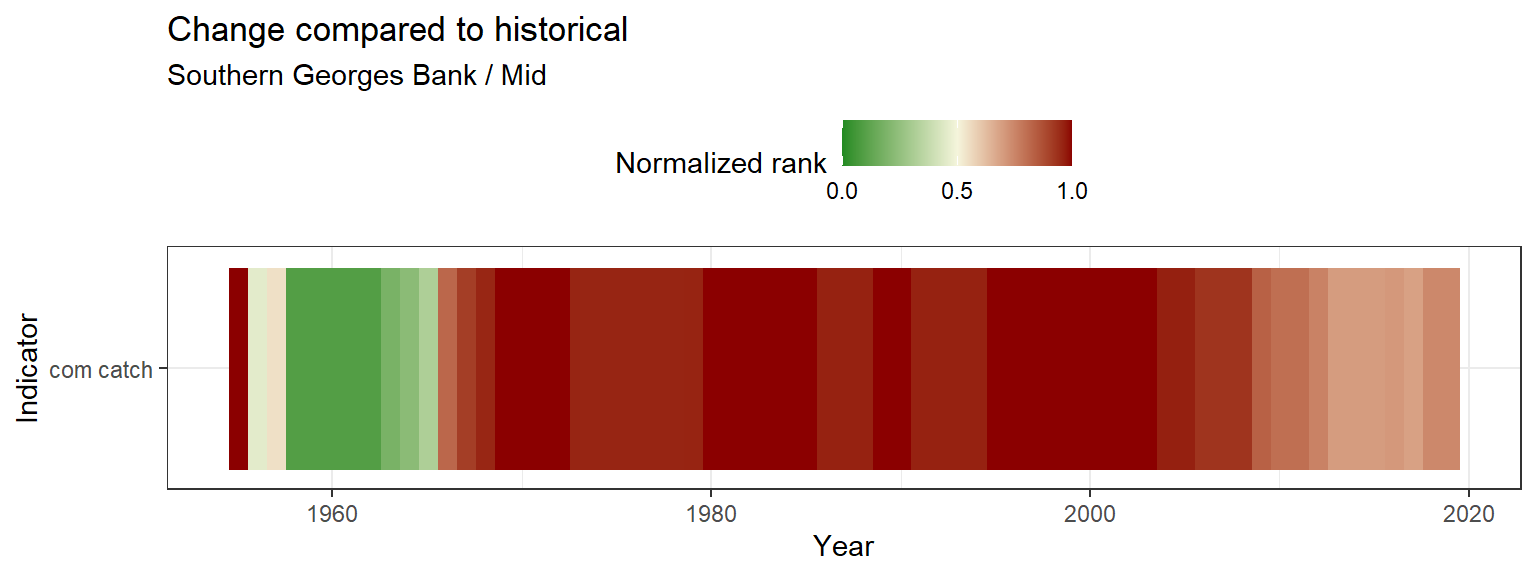 Change compared to historical
Southern Georges Bank / Mid
Normalized rank
0.0 0.5 1.0
Indicator
com catch
1960 1980 2000 2020
Year